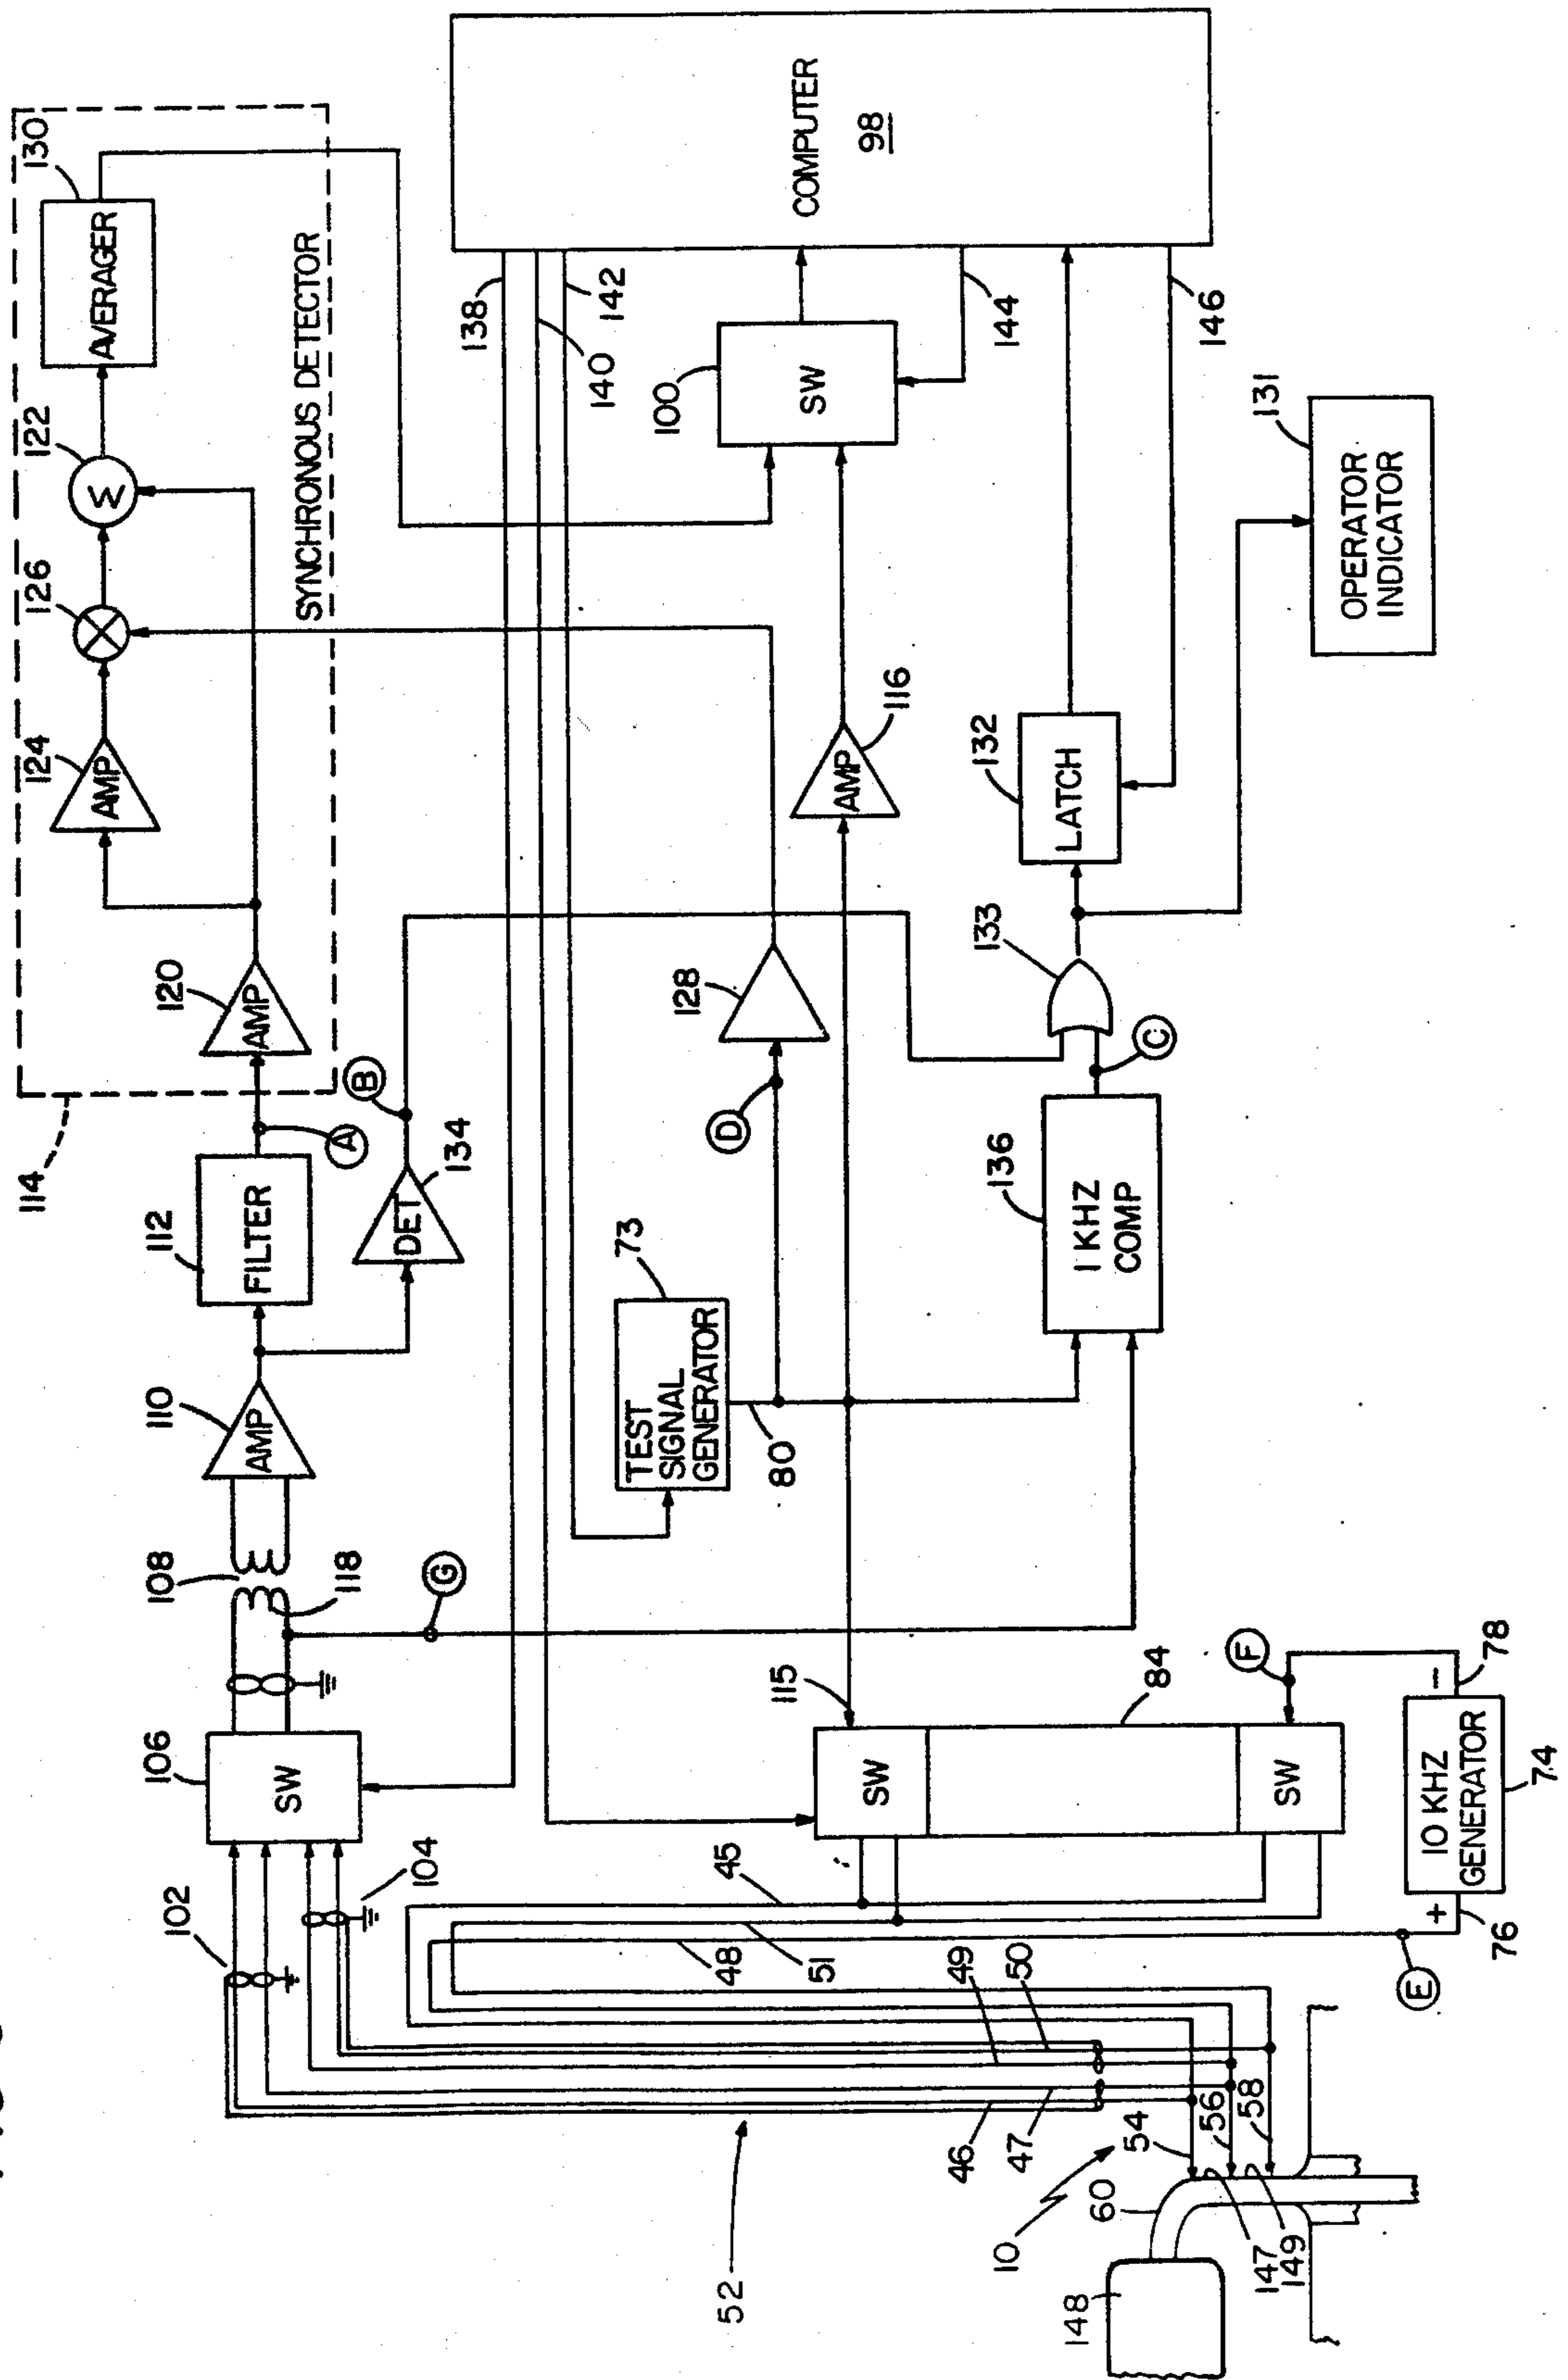 114
130
AVERAGER
122
Σ
126
124
AMP
SYNCHRONOUS DETECTOR
120
AMP
112
FILTER
A
B
134
DET
110
AMP
108
118
G
106
SW
102
104
138
140
142
COMPUTER
98
100
SW
144
146
128
D
116
AMP
73
TEST
SIGNAL
GENERATOR
80
132
LATCH
133
C
136
1 KHZ
COMP
131
OPERATOR
INDICATOR
115
SW
84
SW
F
78
−
10 KHZ
GENERATOR
74
+
76
E
45
48
51
49
50
52
46
47
54
56
58
10
60
147
149
148